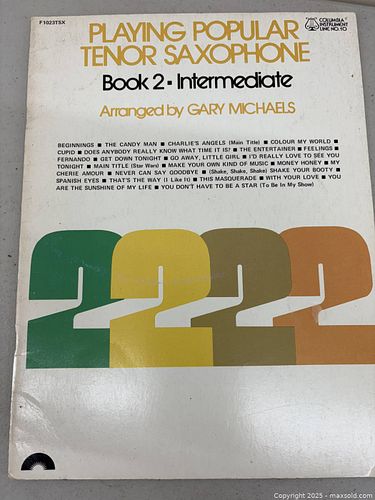 F1023TSX
COLUMBIA
INSTRUMENT
LINE NO. 10
PLAYING POPULAR
TENOR SAXOPHONE
Book 2 ▪ Intermediate
Arranged by GARY MICHAELS
BEGINNINGS ■ THE CANDY MAN ■ CHARLIE'S ANGELS (Main Title) ■ COLOUR MY WORLD ■
CUPID ■ DOES ANYBODY REALLY KNOW WHAT TIME IT IS? ■ THE ENTERTAINER ■ FEELINGS ■
FERNANDO ■ GET DOWN TONIGHT ■ GO AWAY, LITTLE GIRL ■ I'D REALLY LOVE TO SEE YOU
TONIGHT ■ MAIN TITLE (Star Wars) ■ MAKE YOUR OWN KIND OF MUSIC ■ MONEY HONEY ■ MY
CHERIE AMOUR ■ NEVER CAN SAY GOODBYE ■ (Shake, Shake, Shake) SHAKE YOUR BOOTY ■
SPANISH EYES ■ THAT'S THE WAY (I Like It) ■ THIS MASQUERADE ■ WITH YOUR LOVE ■ YOU
ARE THE SUNSHINE OF MY LIFE ■ YOU DON'T HAVE TO BE A STAR (To Be In My Show)
2222
Copyright 2025 - maxsold.com